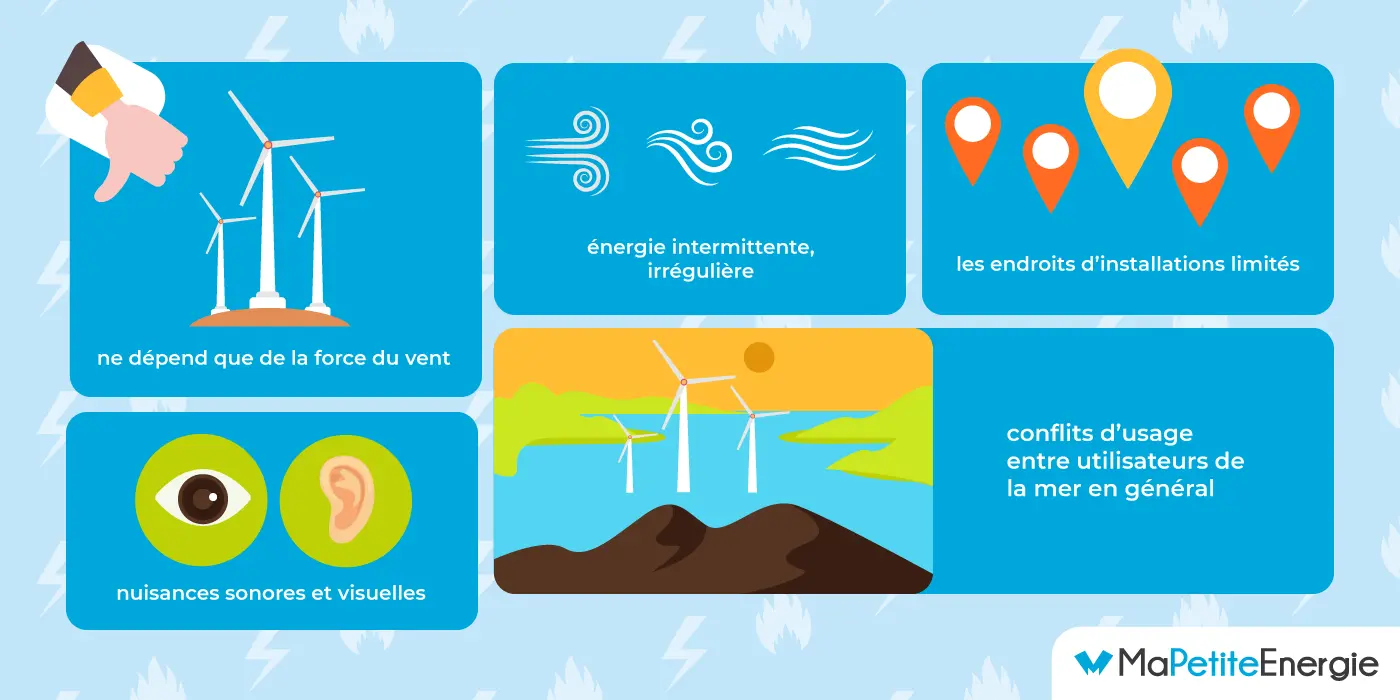 ne dépend que de la force du vent
énergie intermittente,
irrégulière
les endroits d’installations limités
nuisances sonores et visuelles
conflits d’usage
entre utilisateurs de
la mer en général
MaPetiteEnergie